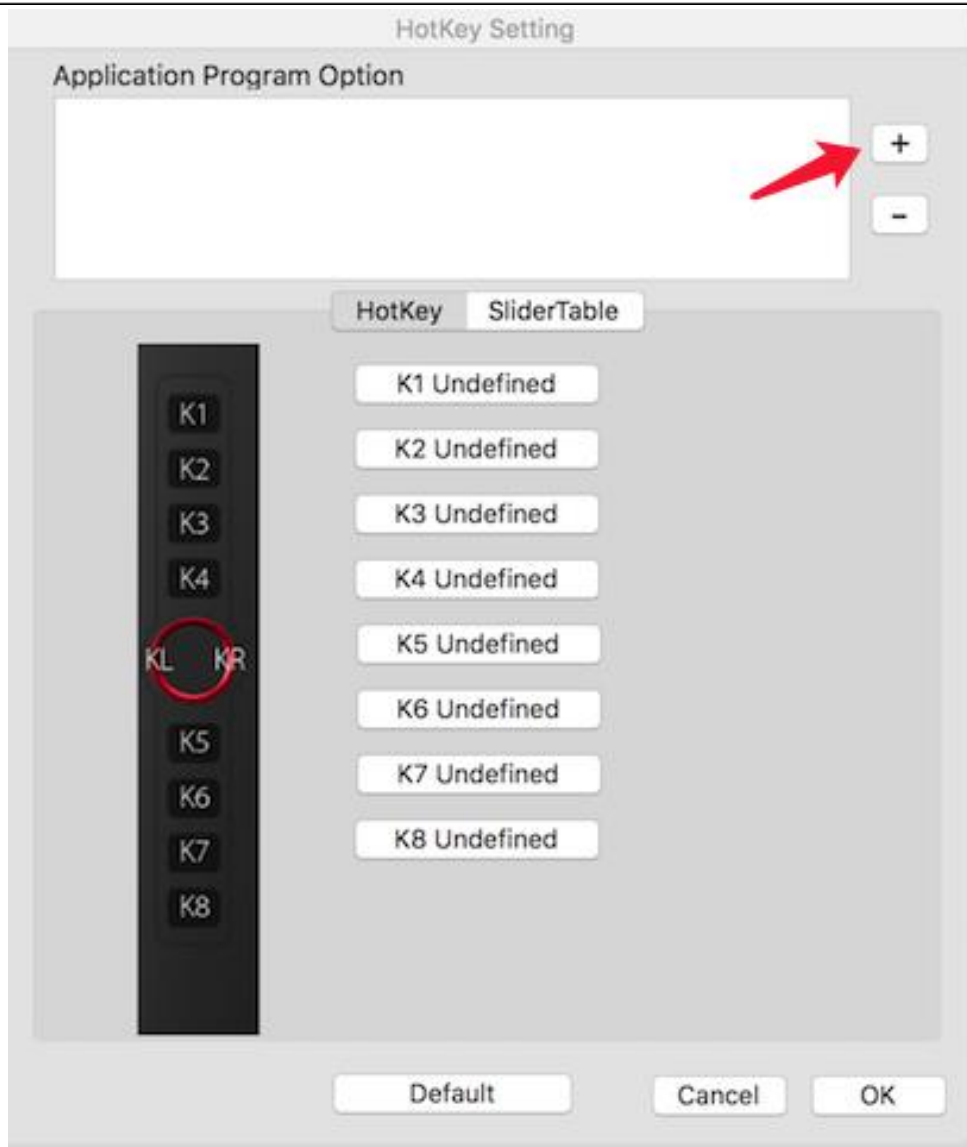 HotKey Setting
Application Program Option
+
-
HotKey SliderTable
K1 Undefined
K1
K2 Undefined
K2
K3 Undefined
K3
K4 Undefined
K4
K5 Undefined
KL KR
K6 Undefined
K5
K7 Undefined
K6
K8 Undefined
K7
K8
Default Cancel OK